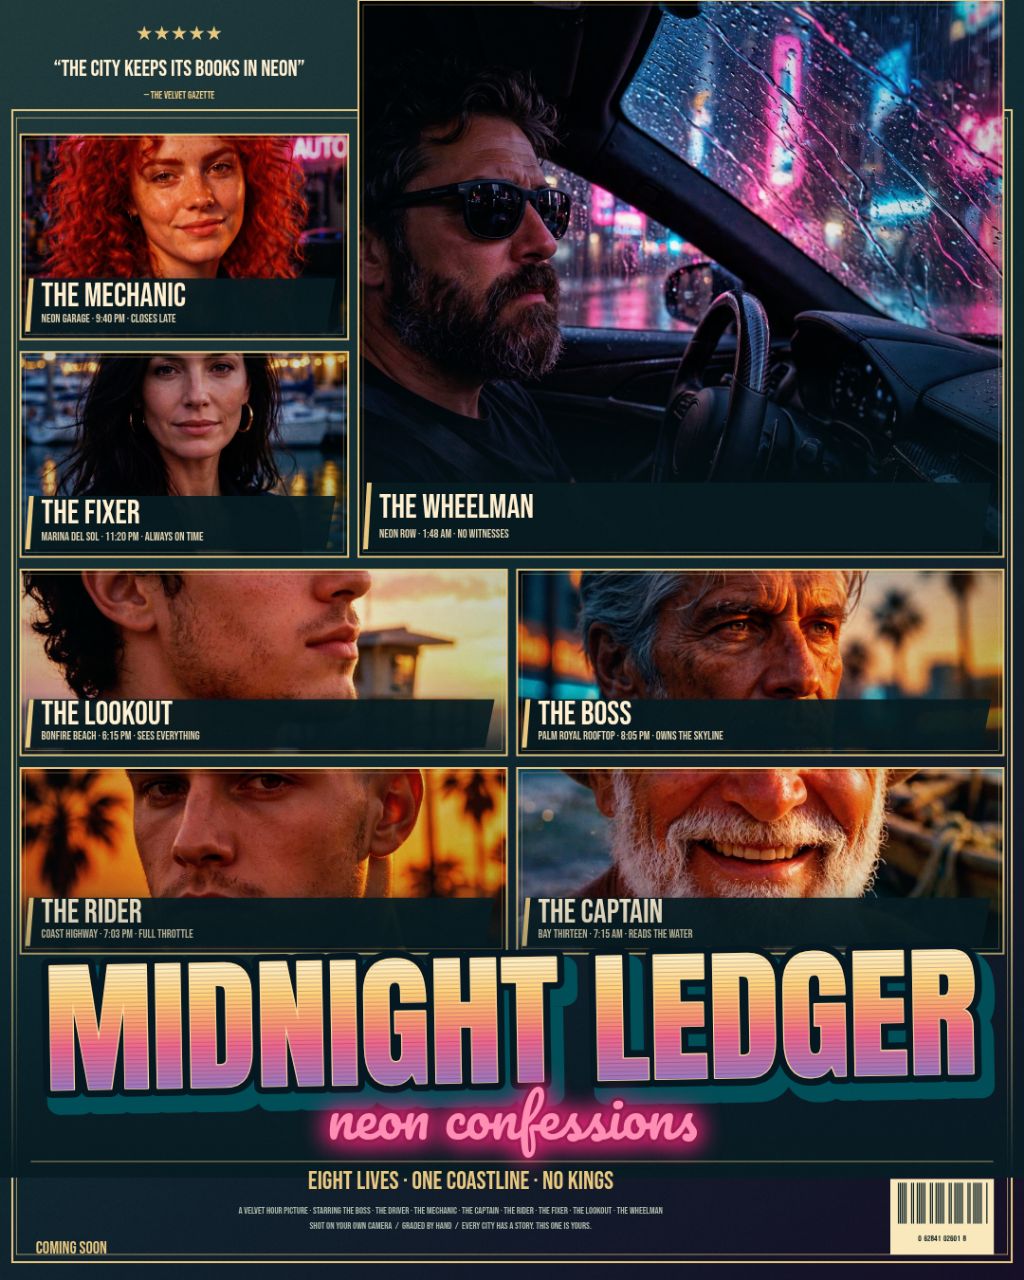 ★★★★★
“THE CITY KEEPS ITS BOOKS IN NEON”
– THE VELVET GAZETTE
AUTO
THE MECHANIC
NEON GARAGE · 9:40 PM · CLOSES LATE
THE FIXER
MARINA DEL SOL · 11:20 PM · ALWAYS ON TIME
THE WHEELMAN
NEON ROW · 1:48 AM · NO WITNESSES
THE LOOKOUT
BONFIRE BEACH · 6:15 PM · SEES EVERYTHING
THE BOSS
PALM ROYAL ROOFTOP · 8:05 PM · OWNS THE SKYLINE
THE RIDER
COAST HIGHWAY · 7:03 PM · FULL THROTTLE
THE CAPTAIN
BAY THIRTEEN · 7:15 AM · READS THE WATER
MIDNIGHT LEDGER
neon confessions
EIGHT LIVES · ONE COASTLINE · NO KINGS
A VELVET HOUR PICTURE · STARRING THE BOSS · THE DRIVER · THE MECHANIC · THE CAPTAIN · THE RIDER · THE FIXER · THE LOOKOUT · THE WHEELMAN
SHOT ON YOUR OWN CAMERA / GRADED BY HAND / EVERY CITY HAS A STORY. THIS ONE IS YOURS.
COMING SOON
0 62841 02601 8